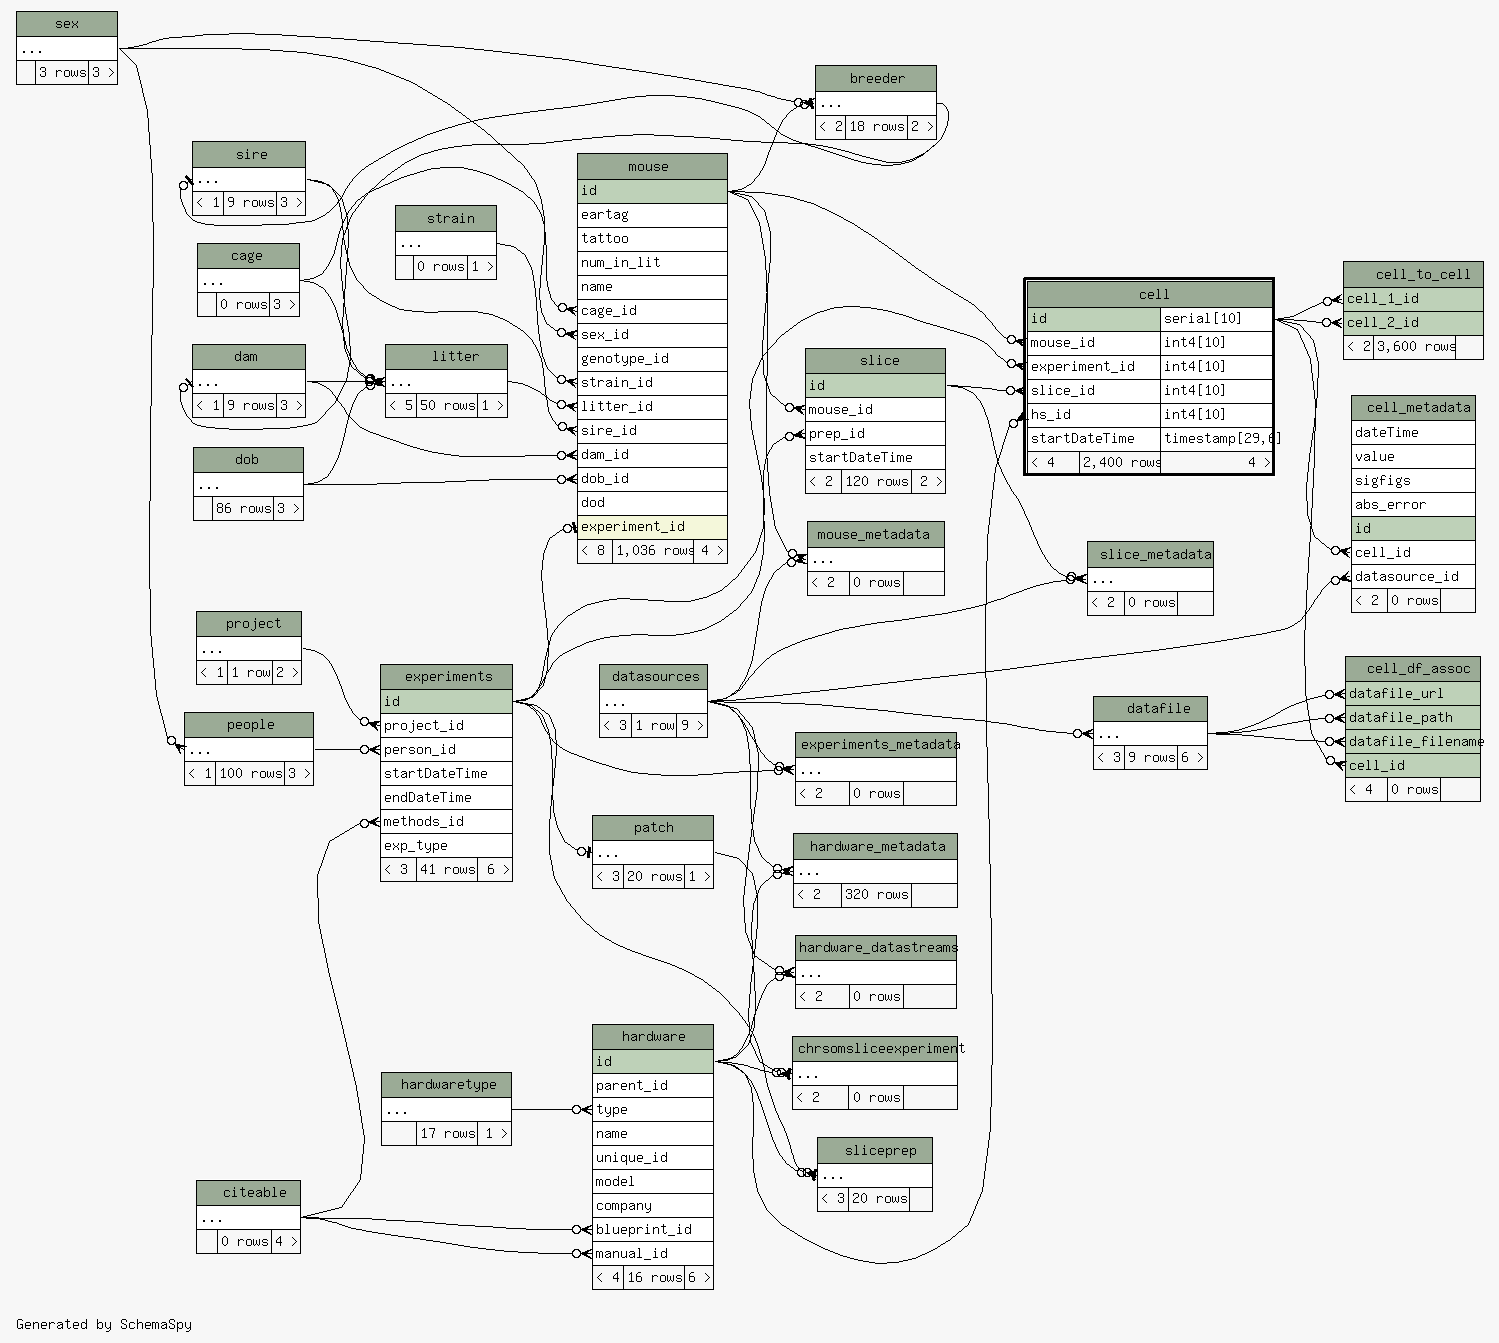 sex
...
3 rows 3 >
breeder
...
< 2 18 rows 2 >
sire
...
< 1 9 rows 3 >
mouse
id
eartag
tattoo
num_in_lit
name
cage_id
sex_id
genotype_id
strain_id
litter_id
sire_id
dam_id
dob_id
dod
experiment_id
< 8 1,036 rows 4 >
strain
...
0 rows 1 >
cage
...
0 rows 3 >
dam
...
< 1 9 rows 3 >
litter
...
< 5 50 rows 1 >
dob
...
86 rows 3 >
cell
id serial[10]
mouse_id int4[10]
experiment_id int4[10]
slice_id int4[10]
hs_id int4[10]
startDateTime timestamp[29,6]
< 4 2,400 rows 4 >
cell_to_cell
cell_1_id
cell_2_id
< 2 3,600 rows
slice
id
mouse_id
prep_id
startDateTime
< 2 120 rows 2 >
cell_metadata
dateTime
value
sigfigs
abs_error
id
cell_id
datasource_id
< 2 0 rows
mouse_metadata
...
< 2 0 rows
slice_metadata
...
< 2 0 rows
project
...
< 1 1 row 2 >
people
...
< 1 100 rows 3 >
experiments
id
project_id
person_id
startDateTime
endDateTime
methods_id
exp_type
< 3 41 rows 6 >
datasources
...
< 3 1 row 9 >
cell_df_assoc
datafile_url
datafile_path
datafile_filename
cell_id
< 4 0 rows
datafile
...
< 3 9 rows 6 >
experiments_metadata
...
< 2 0 rows
patch
...
< 3 20 rows 1 >
hardware_metadata
...
< 2 320 rows
hardware_datastreams
...
< 2 0 rows
hardware
id
parent_id
type
name
unique_id
model
company
blueprint_id
manual_id
< 4 16 rows 6 >
chrsomsliceexperiment
...
< 2 0 rows
hardwaretype
...
17 rows 1 >
sliceprep
...
< 3 20 rows
citeable
...
0 rows 4 >
Generated by SchemaSpy